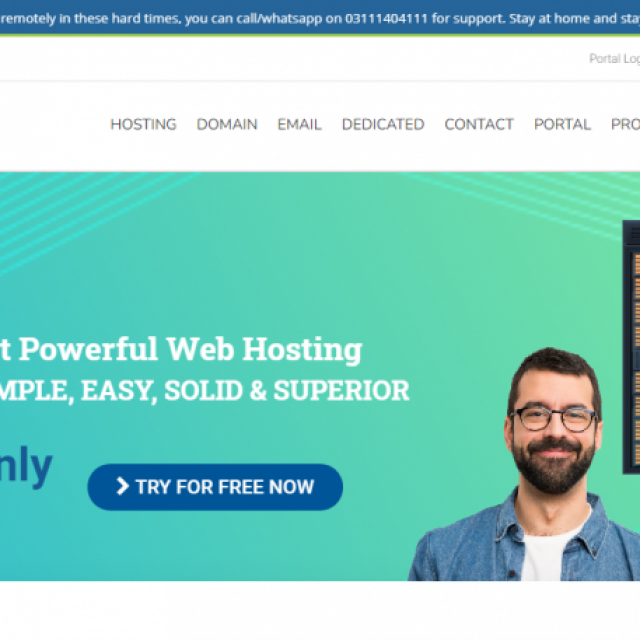 remotely in these hard times, you can call/whatsapp on 03111404111 for support. Stay at home and sta
Portal Log
HOSTING DOMAIN EMAIL DEDICATED CONTACT PORTAL PRO
t Powerful Web Hosting
MPLE, EASY, SOLID & SUPERIOR
nly
TRY FOR FREE NOW